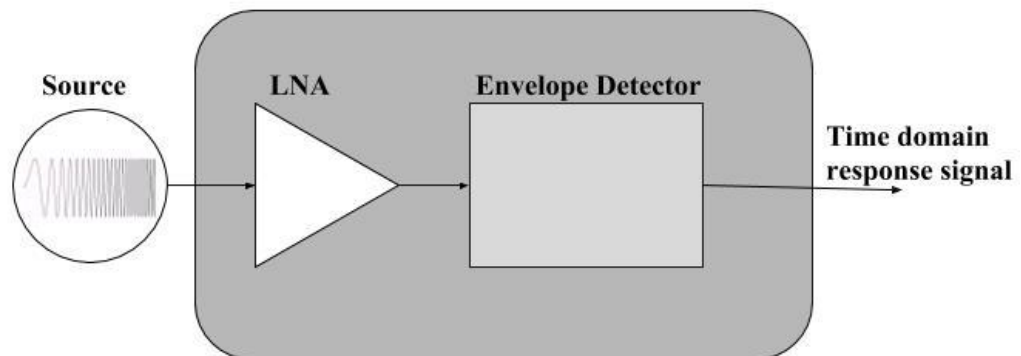 Source
LNA
Envelope Detector
Time domain
response signal